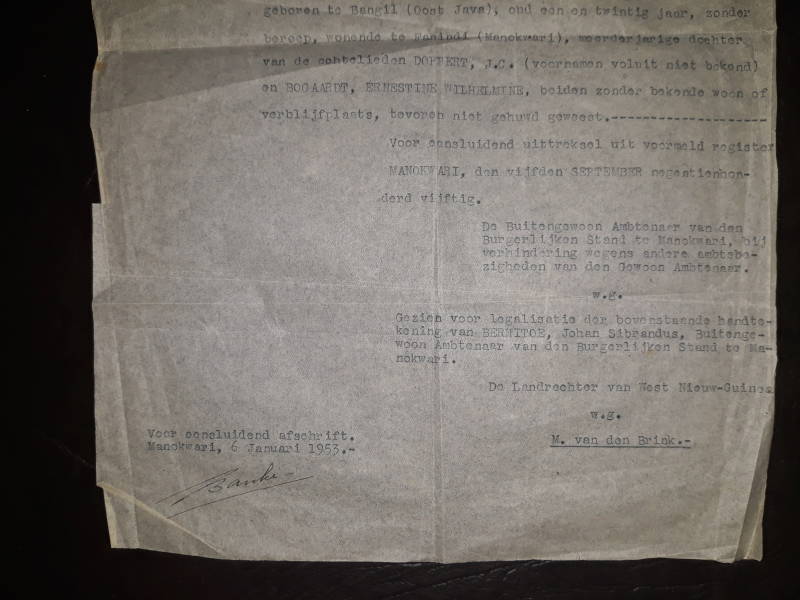 geboren te Bangil (Oost Java), oud een en twintig jaar, zonder
beroep, wonende te Fanindi (Manokwari), meerderjarige dochter
van de echtelieden DOPPERT, J.C. (voornamen voluit niet bekend)
en BOGAARDT, ERNESTINE WILHELMINE, beiden zonder bekende woon of
verblijfplaats, tevoren niet gehuwd geweest.--------------------
Voor eensluidend uittreksel uit voormeld register
MANOKWARI, den vijfden SEPTEMBER negentienhon-
derd vijftig.
De Buitengewoon Ambtenaar van den
Burgerlijken Stand te Manokwari, bij
verhindering wegens andere ambtsbe-
zigheden van den Gewoon Ambtenaar.
w.g.
Gezien voor legalisatie der bovenstaande handte-
kening van BERNITOE, Johan Sibrandus, Buitenge-
woon Ambtenaar van den Burgerlijken Stand te Ma-
nokwari.
De Landrechter van West Nieuw-Guinea
w.g.
M. van den Brink.-
Voor eensluidend afschrift.
Manokwari, 6 Januari 1953.-